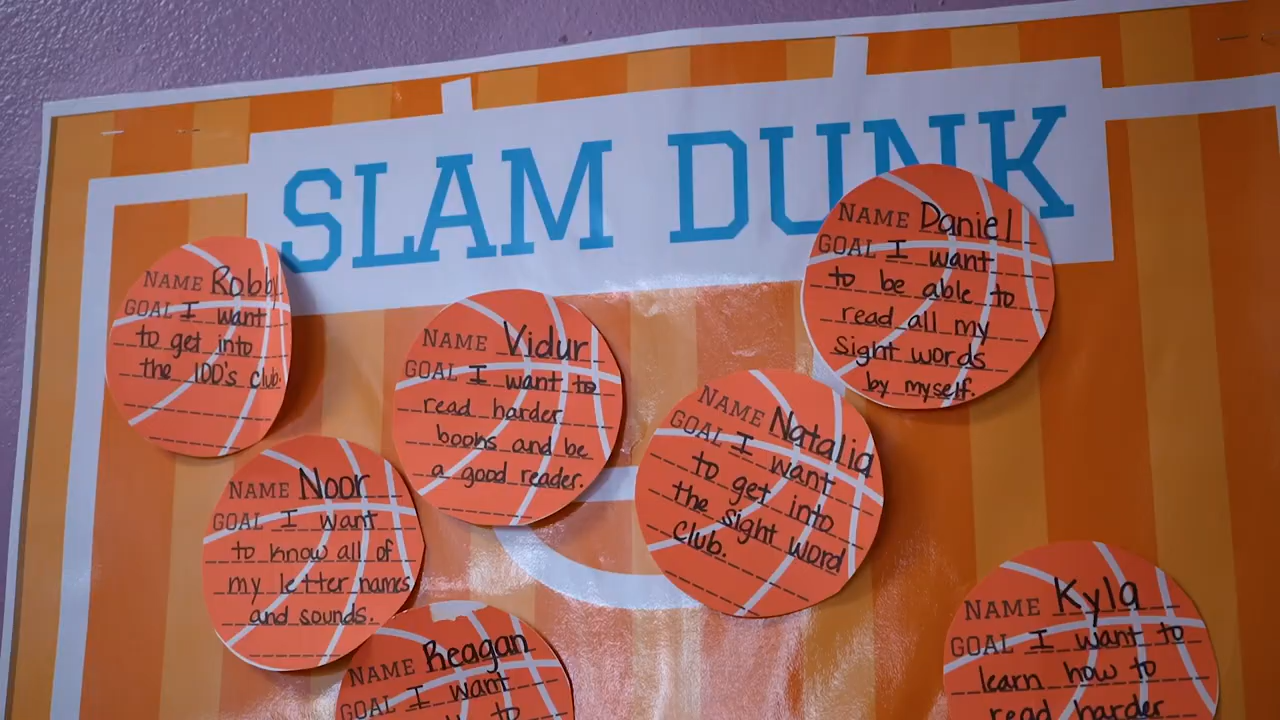 SLAM DUNK
NAME Robby
GOAL I want
to get into
the 100's club.
NAME Vidur
GOAL I want to
read harder
books and be
a good reader.
NAME Daniel
GOAL I want
to be able to
read all my
sight words
by myself.
NAME Natalia
GOAL I want
to get into
the sight word
club.
NAME Noor
GOAL I want
to know all of
my letter names
and sounds.
NAME Reagan
GOAL I want
to
NAME Kyla
GOAL I want to
learn how to
read harder